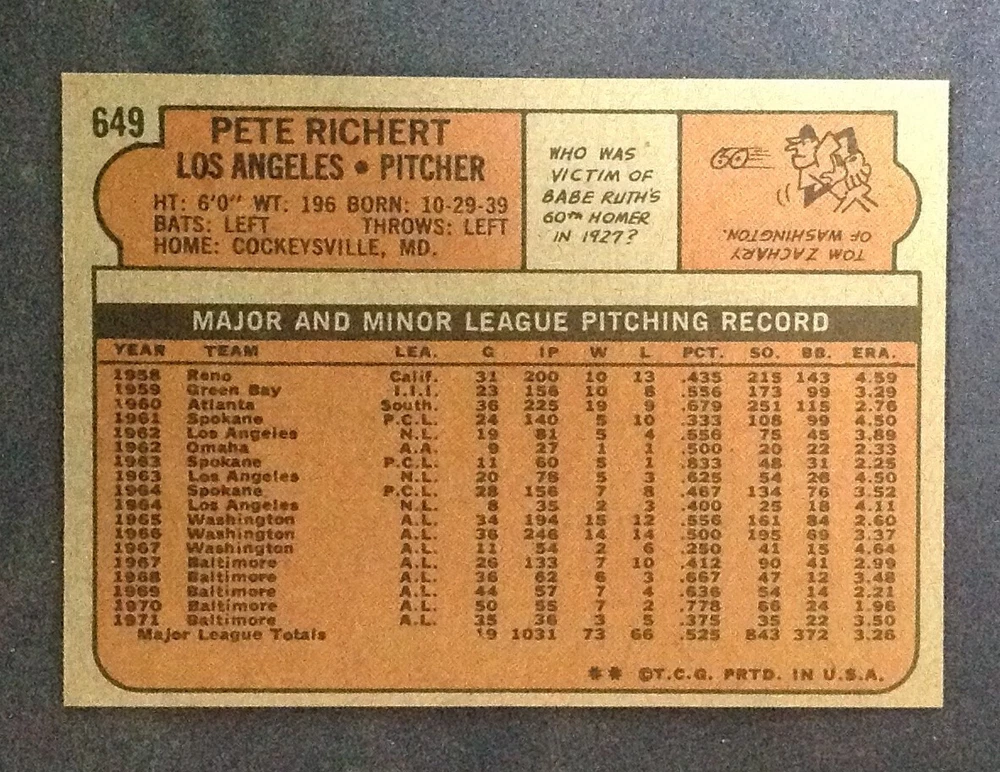 649
PETE RICHERT
LOS ANGELES • PITCHER
HT: 6'0" WT: 196 BORN: 10-29-39
BATS: LEFT THROWS: LEFT
HOME: COCKEYSVILLE, MD.
WHO WAS
VICTIM OF
BABE RUTH'S
60TH HOMER
IN 1927?
60
TOM ZACHARY
OF WASHINGTON.
MAJOR AND MINOR LEAGUE PITCHING RECORD
YEAR TEAM LEA. G IP W L PCT. SO. BB. ERA.
1958 Reno Calif. 31 200 10 13 .435 215 143 4.59
1959 Green Bay I.I.I. 23 156 10 8 .556 173 99 3.29
1960 Atlanta South. 36 225 19 9 .679 251 115 2.76
1961 Spokane P.C.L. 24 140 5 10 .333 108 99 4.50
1962 Los Angeles N.L. 19 81 5 4 .556 75 45 3.89
1962 Omaha A.A. 9 27 1 1 .500 20 22 2.33
1963 Spokane P.C.L. 11 60 5 1 .833 48 31 2.25
1963 Los Angeles N.L. 20 78 5 3 .625 54 28 4.50
1964 Spokane P.C.L. 28 156 7 8 .467 134 76 3.52
1964 Los Angeles N.L. 8 35 2 3 .400 25 18 4.11
1965 Washington A.L. 34 194 15 12 .556 161 84 2.60
1966 Washington A.L. 36 246 14 14 .500 195 69 3.37
1967 Washington A.L. 11 54 2 6 .250 41 15 4.64
1967 Baltimore A.L. 26 133 7 10 .412 90 41 2.99
1968 Baltimore A.L. 36 62 6 3 .667 47 12 3.48
1969 Baltimore A.L. 44 57 7 4 .636 54 14 2.21
1970 Baltimore A.L. 50 55 7 2 .778 66 24 1.96
1971 Baltimore A.L. 35 36 3 5 .375 35 22 3.50
Major League Totals 19 1031 73 66 .525 843 372 3.26
** ©T.C.G. PRTD. IN U.S.A.